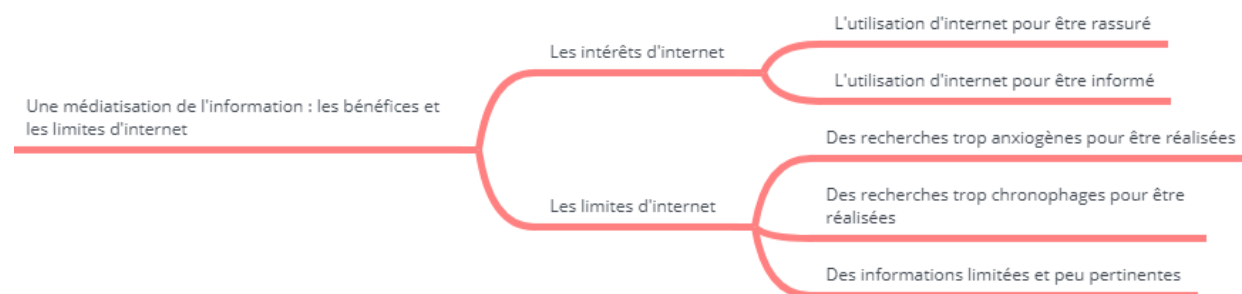 Une médiatisation de l'information : les bénéfices et
les limites d'internet
Les intérêts d'internet
L'utilisation d'internet pour être rassuré
L'utilisation d'internet pour être informé
Les limites d'internet
Des recherches trop anxiogènes pour être réalisées
Des recherches trop chronophages pour être
réalisées
Des informations limitées et peu pertinentes